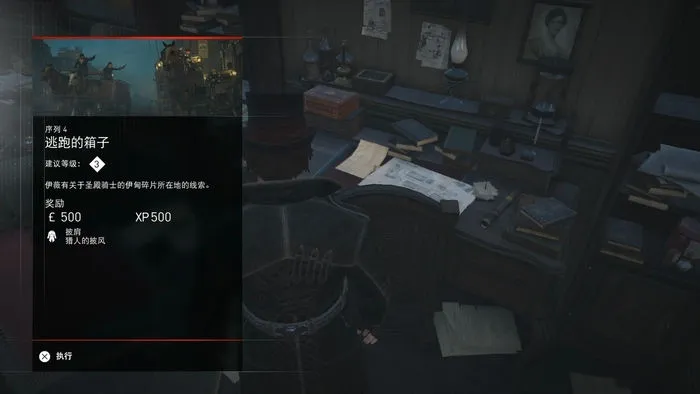 序列 4
逃跑的箱子
建议等级： 3
伊薇有关于圣殿骑士的伊甸碎片所在地的线索。
奖励
£ 500 XP 500
披肩
猎人的披风
执行